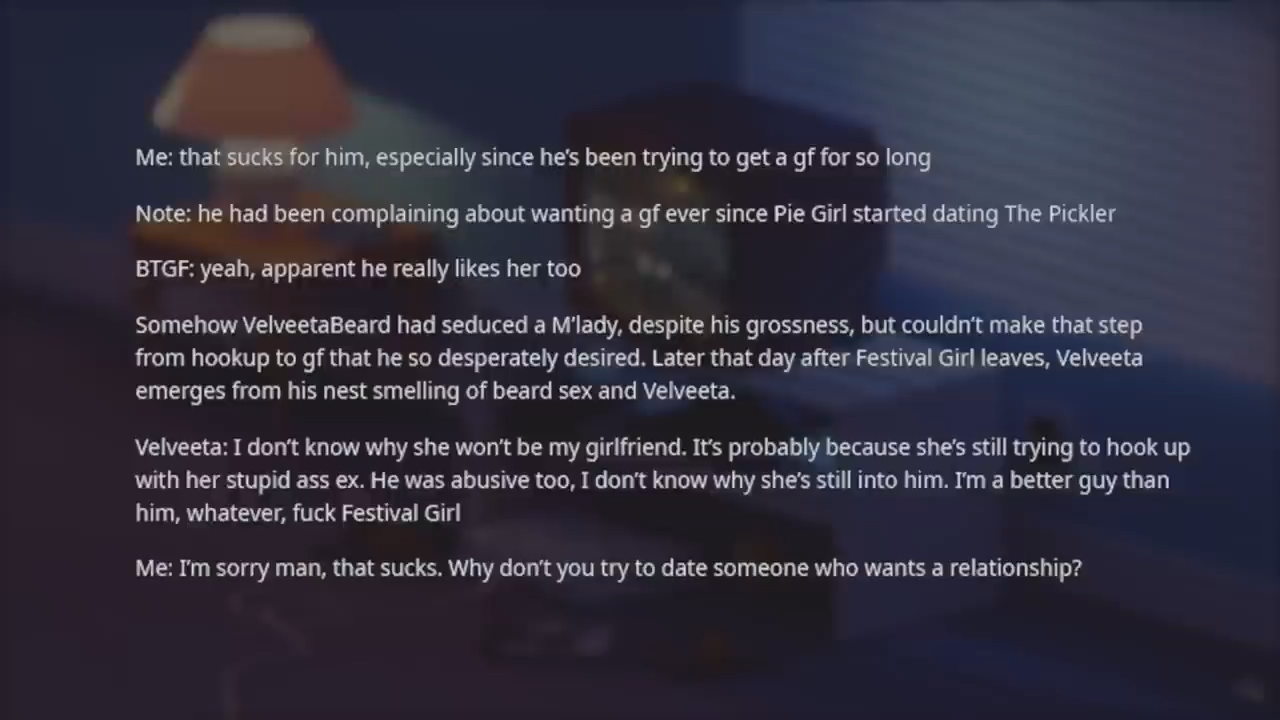 Me: that sucks for him, especially since he's been trying to get a gf for so long
Note: he had been complaining about wanting a gf ever since Pie Girl started dating The Pickler
BTGF: yeah, apparent he really likes her too
Somehow VelveetaBeard had seduced a M'lady, despite his grossness, but couldn't make that step
from hookup to gf that he so desperately desired. Later that day after Festival Girl leaves, Velveeta
emerges from his nest smelling of beard sex and Velveeta.
Velveeta: I don't know why she won't be my girlfriend. It's probably because she's still trying to hook up
with her stupid ass ex. He was abusive too, I don't know why she's still into him. I'm a better guy than
him, whatever, fuck Festival Girl
Me: I'm sorry man, that sucks. Why don't you try to date someone who wants a relationship?